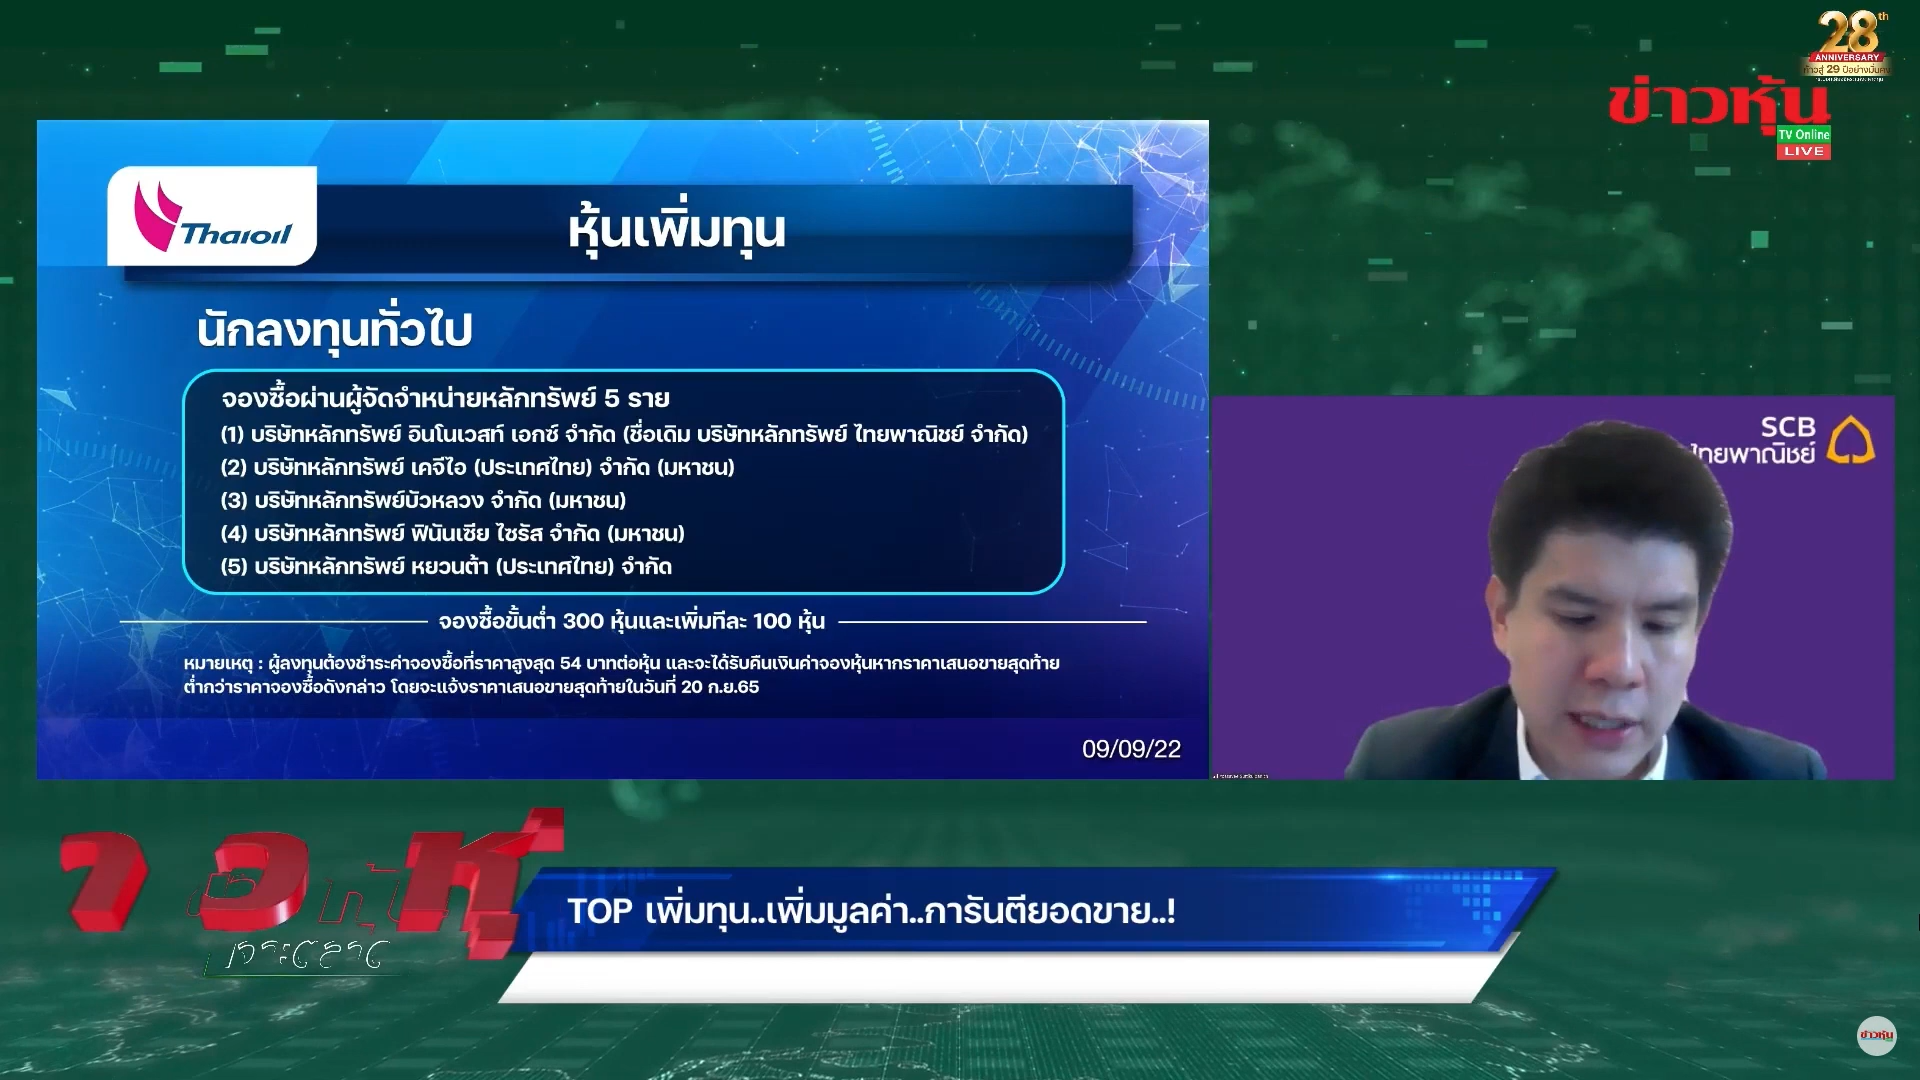 28th
ANNIVERSARY
ก้าวสู่ 29 ปีอย่างมั่นคง
ข่าวหุ้น
TV Online
LIVE
Thaioil
หุ้นเพิ่มทุน
นักลงทุนทั่วไป
จองซื้อผ่านผู้จัดจำหน่ายหลักทรัพย์ 5 ราย
(1) บริษัทหลักทรัพย์ อินโนเวสท์ เอกซ์ จำกัด (ชื่อเดิม บริษัทหลักทรัพย์ ไทยพาณิชย์ จำกัด)
(2) บริษัทหลักทรัพย์ เคจีไอ (ประเทศไทย) จำกัด (มหาชน)
(3) บริษัทหลักทรัพย์บัวหลวง จำกัด (มหาชน)
(4) บริษัทหลักทรัพย์ ฟินันเซีย ไซรัส จำกัด (มหาชน)
(5) บริษัทหลักทรัพย์ หยวนต้า (ประเทศไทย) จำกัด
จองซื้อขั้นต่ำ 300 หุ้นและเพิ่มทีละ 100 หุ้น
หมายเหตุ : ผู้ลงทุนต้องชำระค่าจองซื้อที่ราคาสูงสุด 54 บาทต่อหุ้น และจะได้รับคืนเงินค่าจองหุ้นหากราคาเสนอขายสุดท้าย
ต่ำกว่าราคาจองซื้อดังกล่าว โดยจะแจ้งราคาเสนอขายสุดท้ายในวันที่ 20 ก.ย.65
09/09/22
SCB
ไทยพาณิชย์
TOP เพิ่มทุน..เพิ่มมูลค่า..การันตียอดขาย..!
ข่าวหุ้น